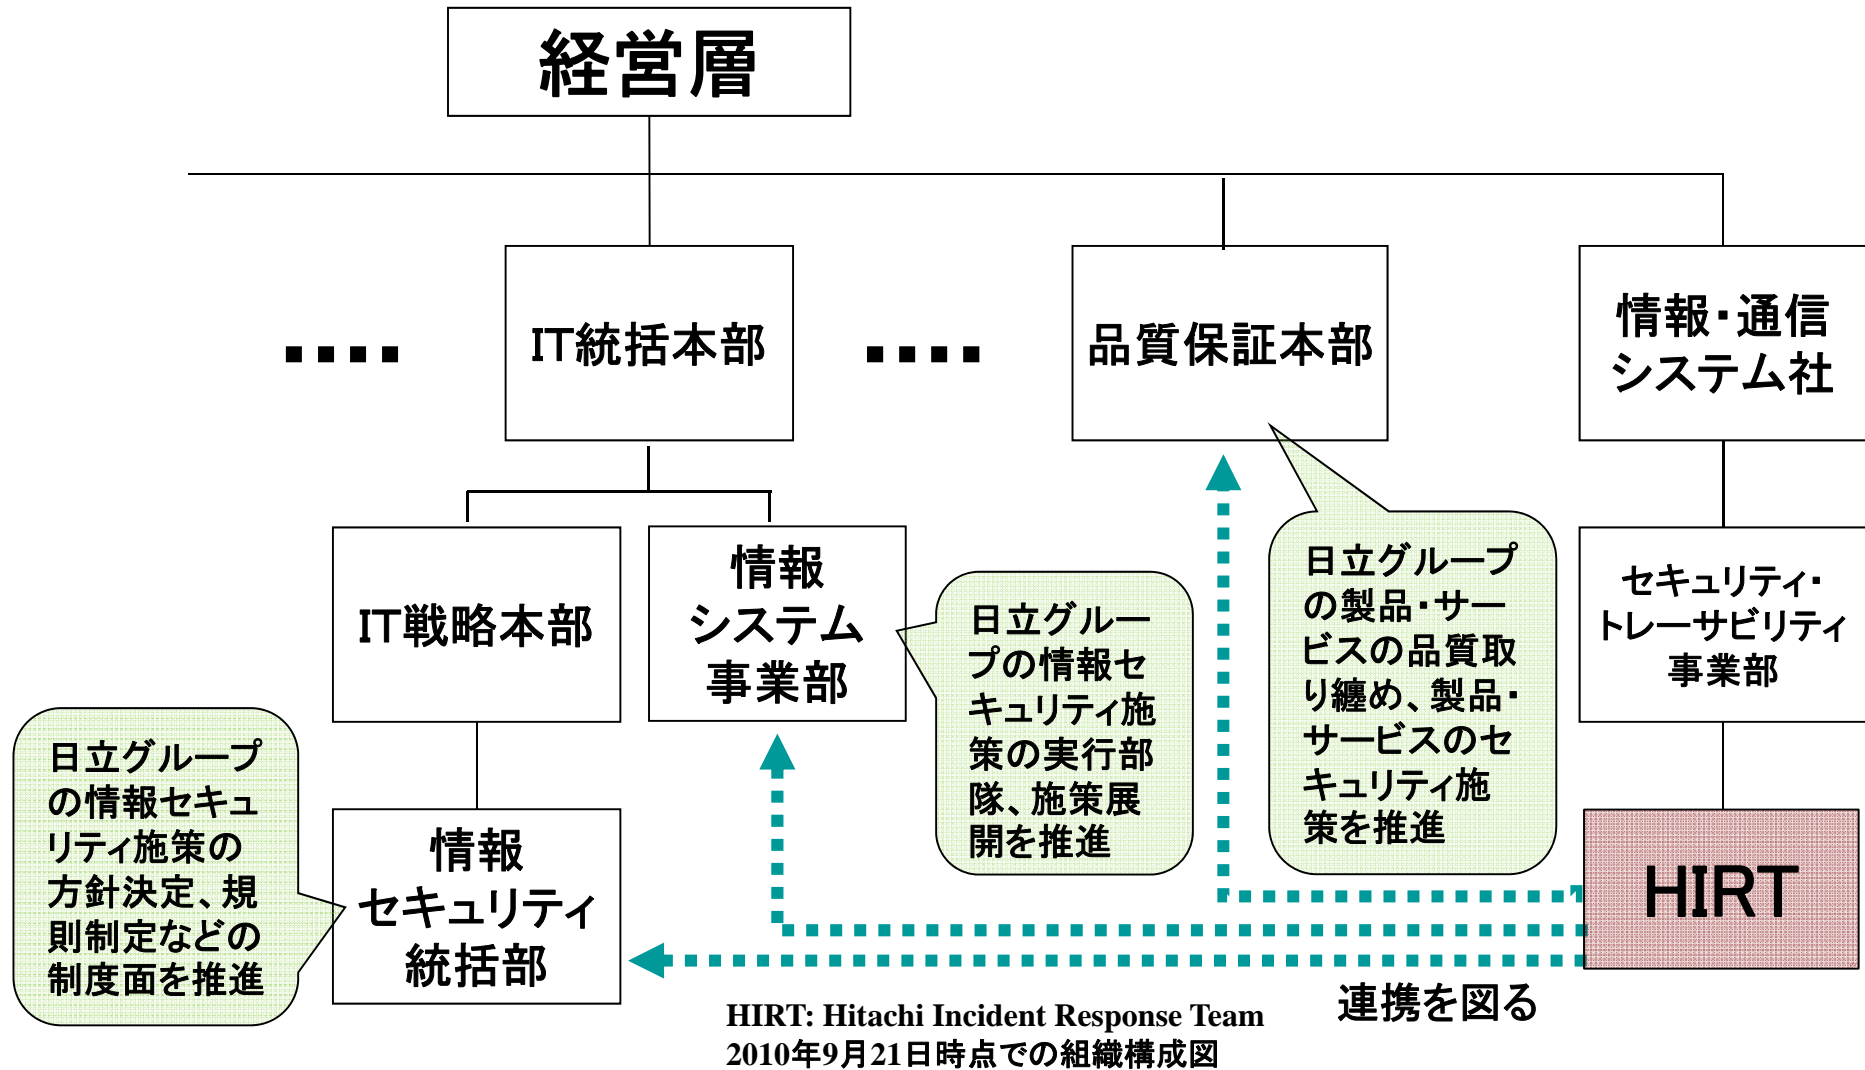 経営層
IT統括本部
品質保証本部
情報・通信
システム社
IT戦略本部
情報
システム
事業部
日立グルー
プの情報セ
キュリティ施
策の実行部
隊、施策展
開を推進
日立グループ
の製品・サー
ビスの品質取
り纏め、製品・
サービスのセ
キュリティ施
策を推進
セキュリティ・
トレーサビリティ
事業部
日立グループ
の情報セキュ
リティ施策の
方針決定、規
則制定などの
制度面を推進
情報
セキュリティ
統括部
HIRT
連携を図る
HIRT: Hitachi Incident Response Team
2010年9月21日時点での組織構成図